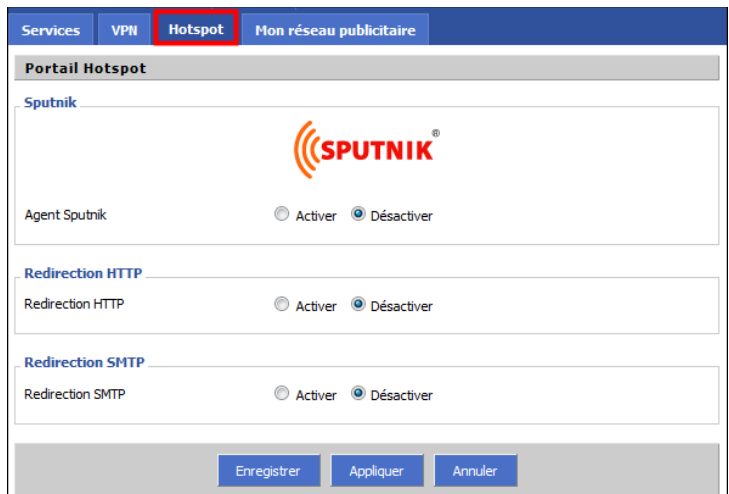 Services VPN Hotspot Mon réseau publicitaire
Portail Hotspot
Sputnik
SPUTNIK®
Agent Sputnik Activer Désactiver
Redirection HTTP
Redirection HTTP Activer Désactiver
Redirection SMTP
Redirection SMTP Activer Désactiver
Enregistrer Appliquer Annuler